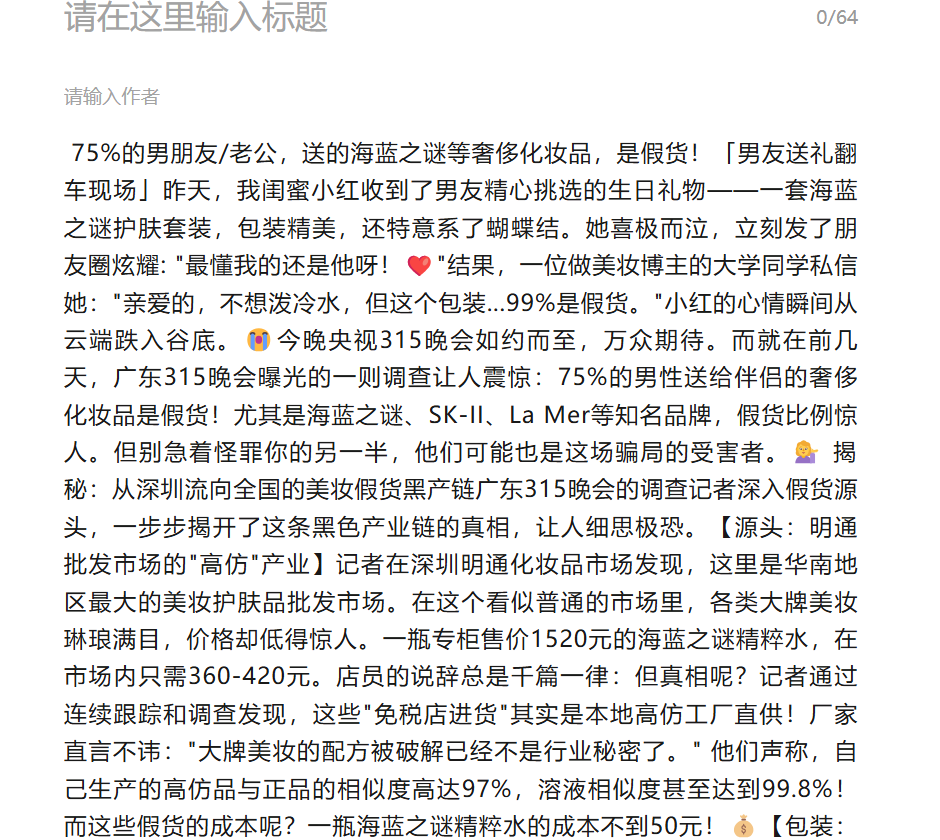 请在这里输入标题
0/64
请输入作者
75%的男朋友/老公，送的海蓝之谜等奢侈化妆品，是假货！「男友送礼翻
车现场」昨天，我闺蜜小红收到了男友精心挑选的生日礼物——一套海蓝
之谜护肤套装，包装精美，还特意系了蝴蝶结。她喜极而泣，立刻发了朋
友圈炫耀："最懂我的还是他呀！❤️"结果，一位做美妆博主的大学同学私信
她："亲爱的，不想泼冷水，但这个包装...99%是假货。"小红的心情瞬间从
云端跌入谷底。😭今晚央视315晚会如约而至，万众期待。而就在前几
天，广东315晚会曝光的一则调查让人震惊：75%的男性送给伴侣的奢侈
化妆品是假货！尤其是海蓝之谜、SK-II、La Mer等知名品牌，假货比例惊
人。但别急着怪罪你的另一半，他们可能也是这场骗局的受害者。💁‍♀️ 揭
秘：从深圳流向全国的美妆假货黑产链广东315晚会的调查记者深入假货源
头，一步步揭开了这条黑色产业链的真相，让人细思极恐。【源头：明通
批发市场的"高仿"产业】记者在深圳明通化妆品市场发现，这里是华南地
区最大的美妆护肤品批发市场。在这个看似普通的市场里，各类大牌美妆
琳琅满目，价格却低得惊人。一瓶专柜售价1520元的海蓝之谜精粹水，在
市场内只需360-420元。店员的说辞总是千篇一律：但真相呢？记者通过
连续跟踪和调查发现，这些"免税店进货"其实是本地高仿工厂直供！厂家
直言不讳："大牌美妆的配方被破解已经不是行业秘密了。" 他们声称，自
己生产的高仿品与正品的相似度高达97%，溶液相似度甚至达到99.8%！
而这些假货的成本呢？一瓶海蓝之谜精粹水的成本不到50元！💰【包装：